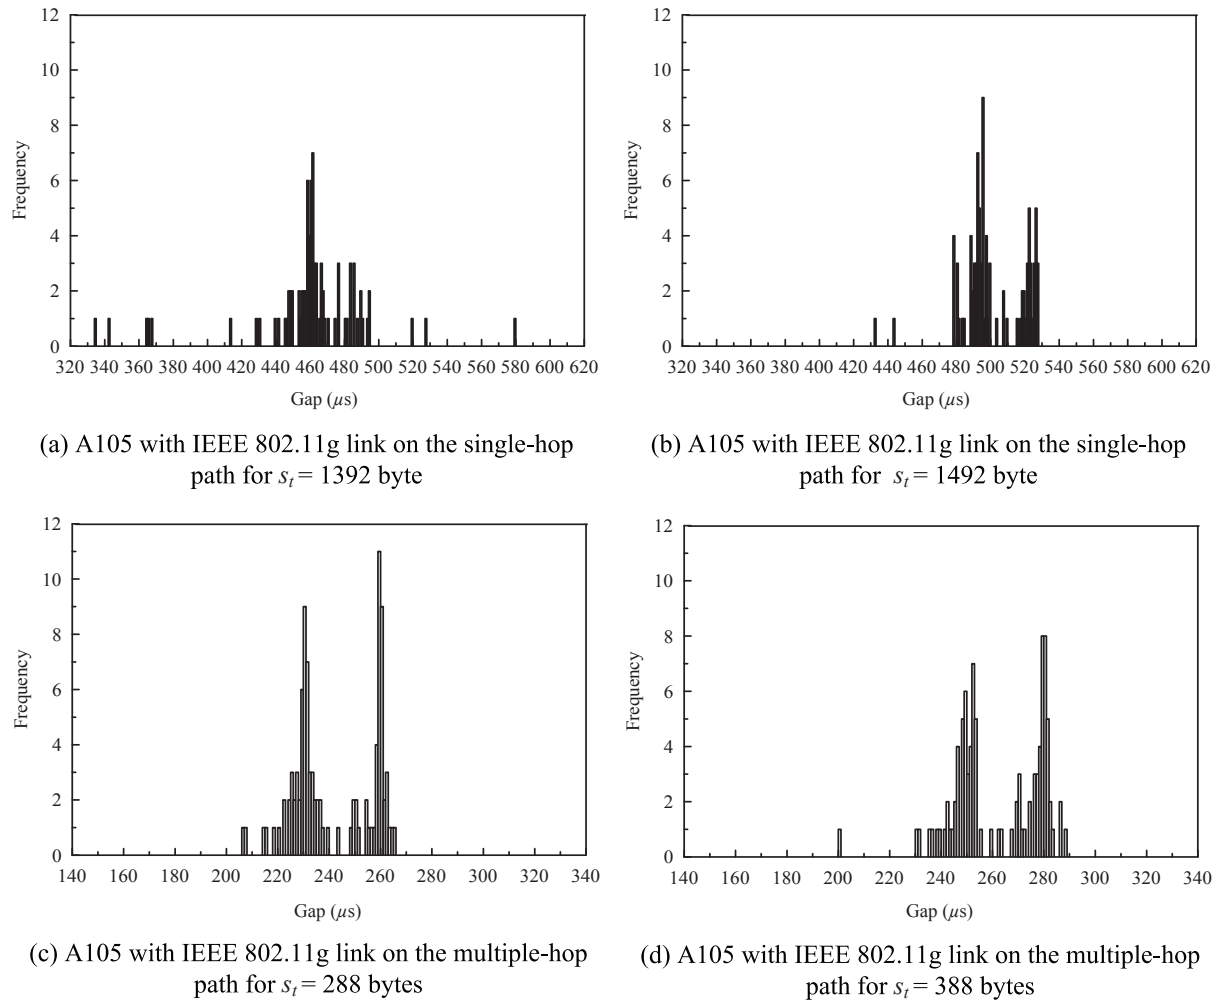 12
10
8
6
4
2
0
Frequency
320 340 360 380 400 420 440 460 480 500 520 540 560 580 600 620
Gap (µs)
(a) A105 with IEEE 802.11g link on the single-hop
path for s_t = 1392 byte
12
10
8
6
4
2
0
Frequency
320 340 360 380 400 420 440 460 480 500 520 540 560 580 600 620
Gap (µs)
(b) A105 with IEEE 802.11g link on the single-hop
path for s_t = 1492 byte
12
10
8
6
4
2
0
Frequency
140 160 180 200 220 240 260 280 300 320 340
Gap (µs)
(c) A105 with IEEE 802.11g link on the multiple-hop
path for s_t = 288 bytes
12
10
8
6
4
2
0
Frequency
140 160 180 200 220 240 260 280 300 320 340
Gap (µs)
(d) A105 with IEEE 802.11g link on the multiple-hop
path for s_t = 388 bytes